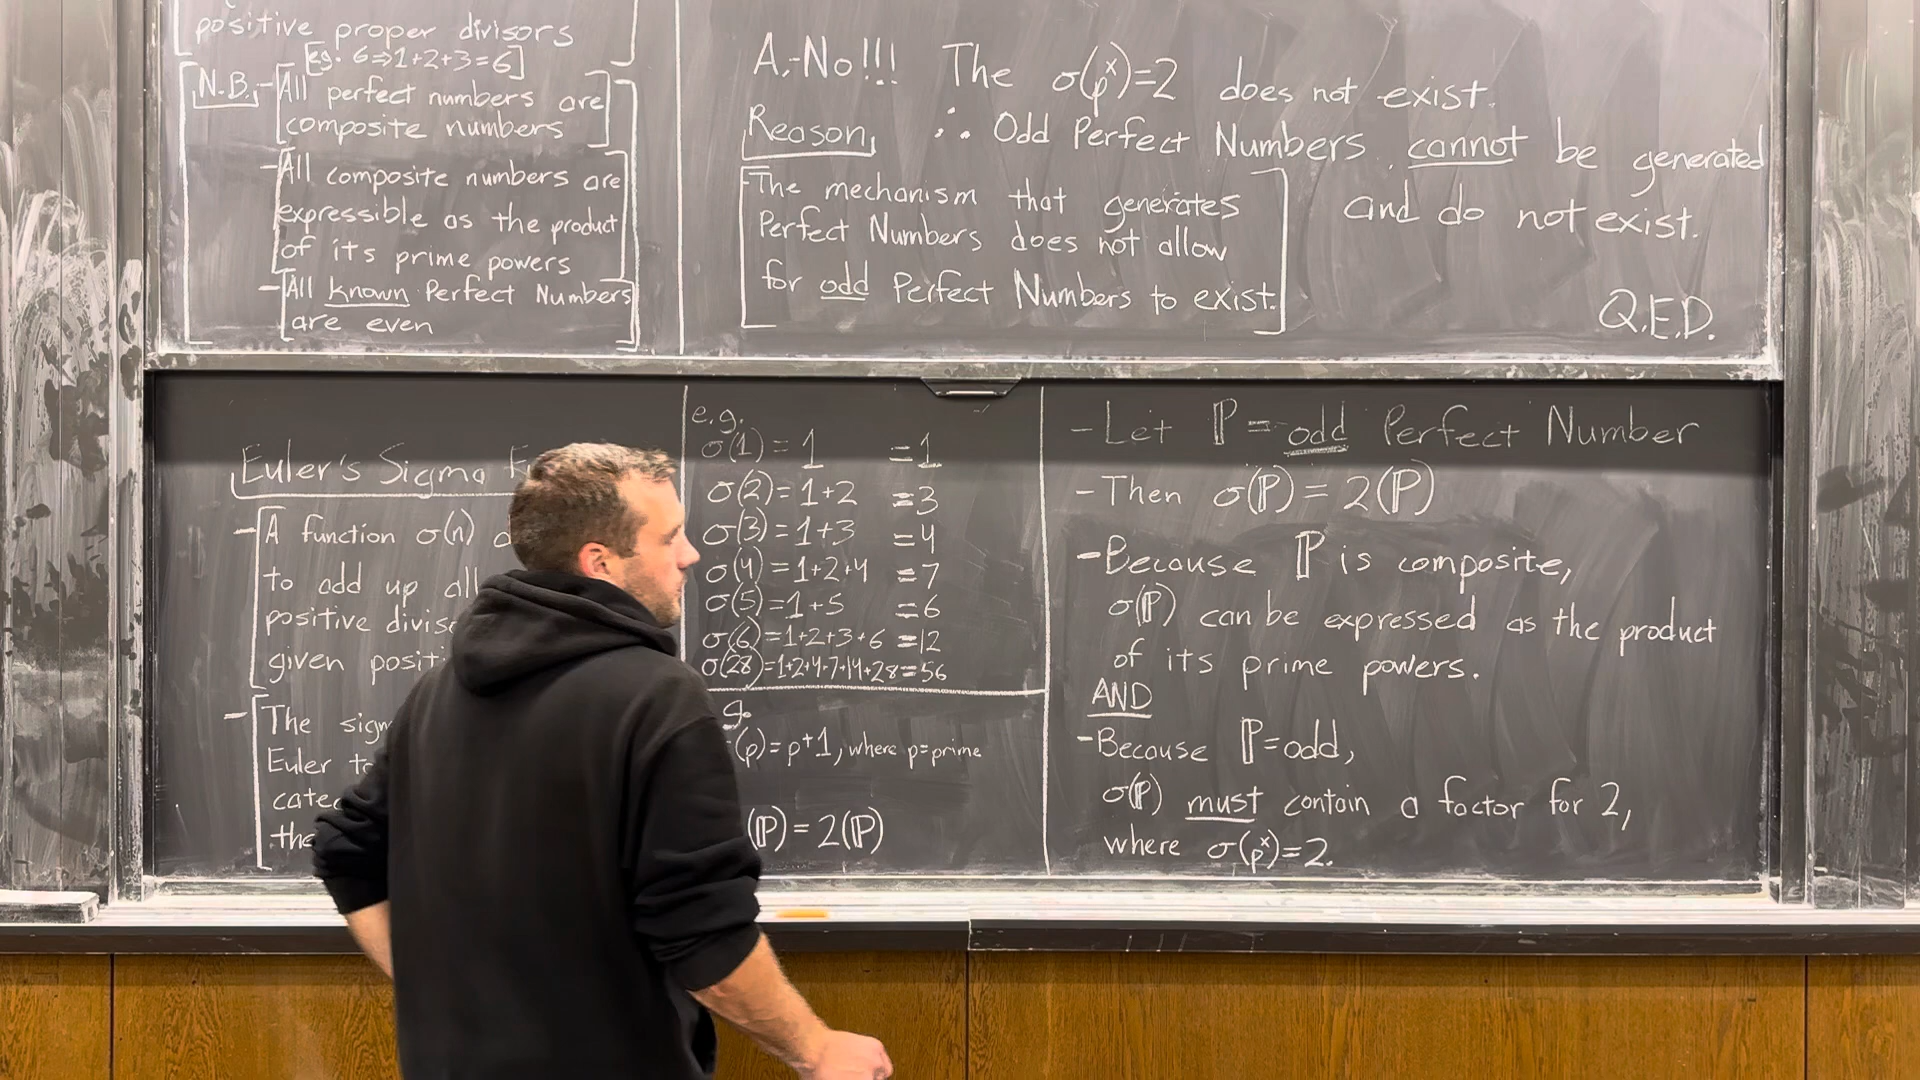 positive proper divisors
[eg. 6⇒1+2+3=6]
N.B. - All perfect numbers are
composite numbers
- All composite numbers are
expressible as the product
of its prime powers
- All known Perfect Numbers
are even
A.-No!!! The σ(p^x)=2 does not exist.
Reason, ∴ Odd Perfect Numbers cannot be generated
and do not exist.
The mechanism that generates
Perfect Numbers does not allow
for odd Perfect Numbers to exist.
Q.E.D.
Euler's Sigma F
- A function σ(n)
to add up all
positive
given
- The
Euler
the
e.g.
σ(1)=1 =1
σ(2)=1+2 =3
σ(3)=1+3 =4
σ(4)=1+2+4 =7
σ(5)=1+5 =6
σ(6)=1+2+3+6 =12
σ(28)=1+2+4+7+14+28=56
g.
(p)=p+1, where p=prime
(ℙ)=2(ℙ)
- Let ℙ = odd Perfect Number
- Then σ(ℙ)=2(ℙ)
- Because ℙ is composite,
σ(ℙ) can be expressed as the product
of its prime powers.
AND
- Because ℙ=odd,
σ(ℙ) must contain a factor for 2,
where σ(p^x)=2.